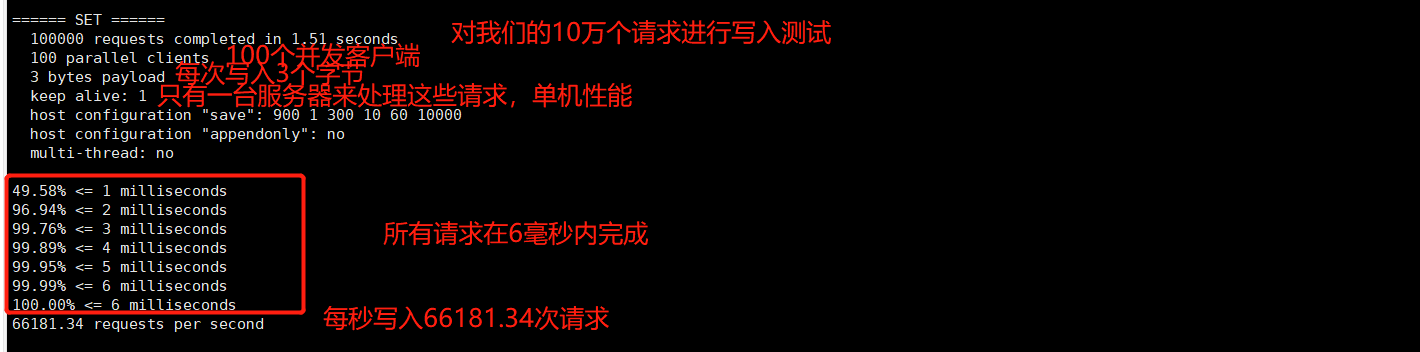 ====== SET ======
100000 requests completed in 1.51 seconds
对我们的10万个请求进行写入测试
100 parallel clients
100个并发客户端
3 bytes payload
每次写入3个字节
keep alive: 1
只有一台服务器来处理这些请求，单机性能
host configuration "save": 900 1 300 10 60 10000
host configuration "appendonly": no
multi-thread: no
49.58% <= 1 milliseconds
96.94% <= 2 milliseconds
99.76% <= 3 milliseconds
所有请求在6毫秒内完成
99.89% <= 4 milliseconds
99.95% <= 5 milliseconds
99.99% <= 6 milliseconds
100.00% <= 6 milliseconds
66181.34 requests per second
每秒写入66181.34次请求